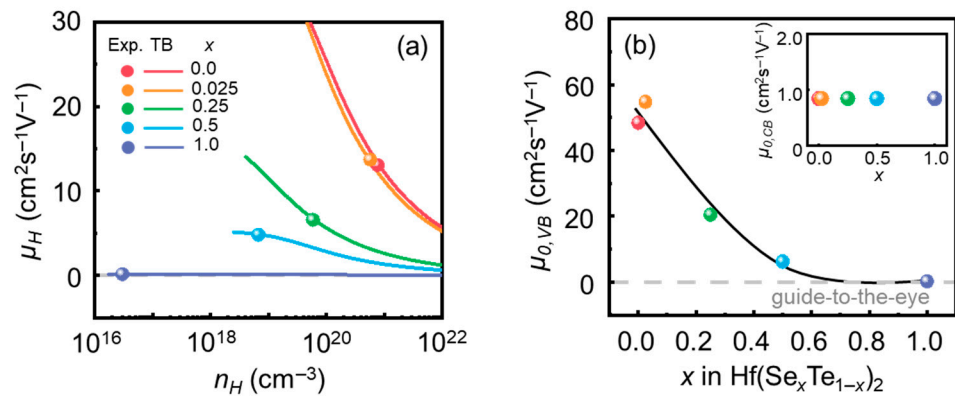 (a)
Exp. TB x
0.0
0.025
0.25
0.5
1.0
30
20
10
0
μH (cm²s⁻¹V⁻¹)
10¹⁶ 10¹⁸ 10²⁰ 10²² 
nH (cm⁻³)
(b)
80
60
40
20
0
μ0,VB (cm²s⁻¹V⁻¹)
2.0
1.0
0
μ0,CB (cm²s⁻¹V⁻¹)
0.0 0.5 1.0
x
guide-to-the-eye
0.0 0.2 0.4 0.6 0.8 1.0
x in Hf(SexTe1–x)2